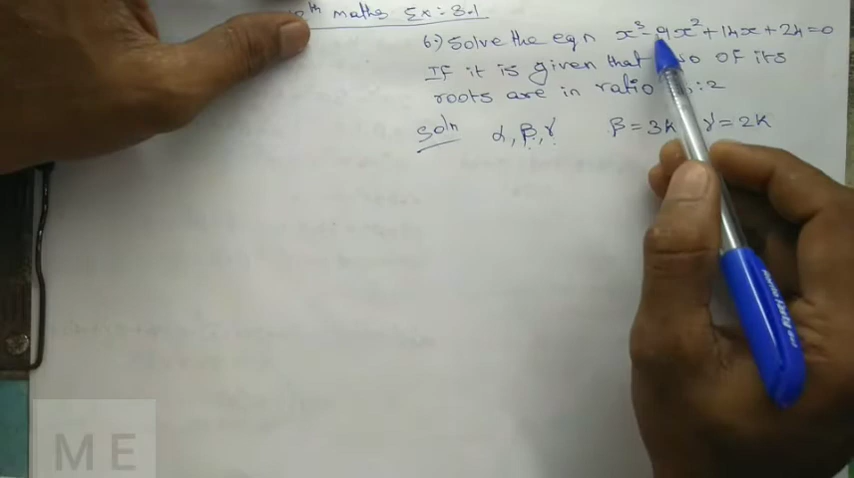 th maths Ex: 3.1
6.) Solve the eqn x³ - 9x² + 14x + 24 = 0
If it is given that of its
roots are in ratio :2
Soln α, β, γ β = 3k γ = 2k
ME